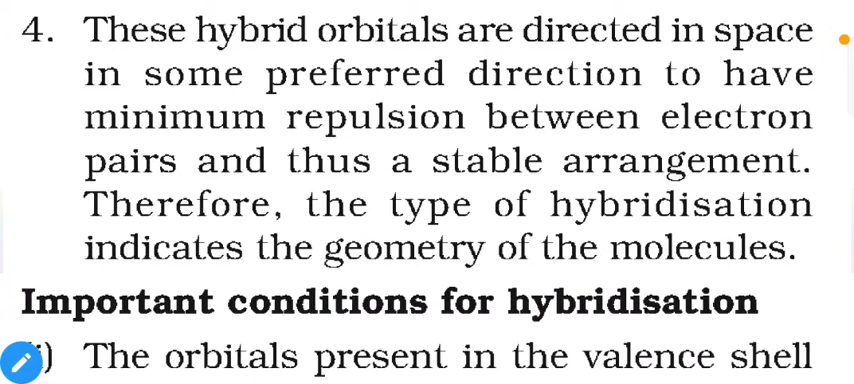 4. These hybrid orbitals are directed in space
in some preferred direction to have
minimum repulsion between electron
pairs and thus a stable arrangement.
Therefore, the type of hybridisation
indicates the geometry of the molecules.
Important conditions for hybridisation
) The orbitals present in the valence shell